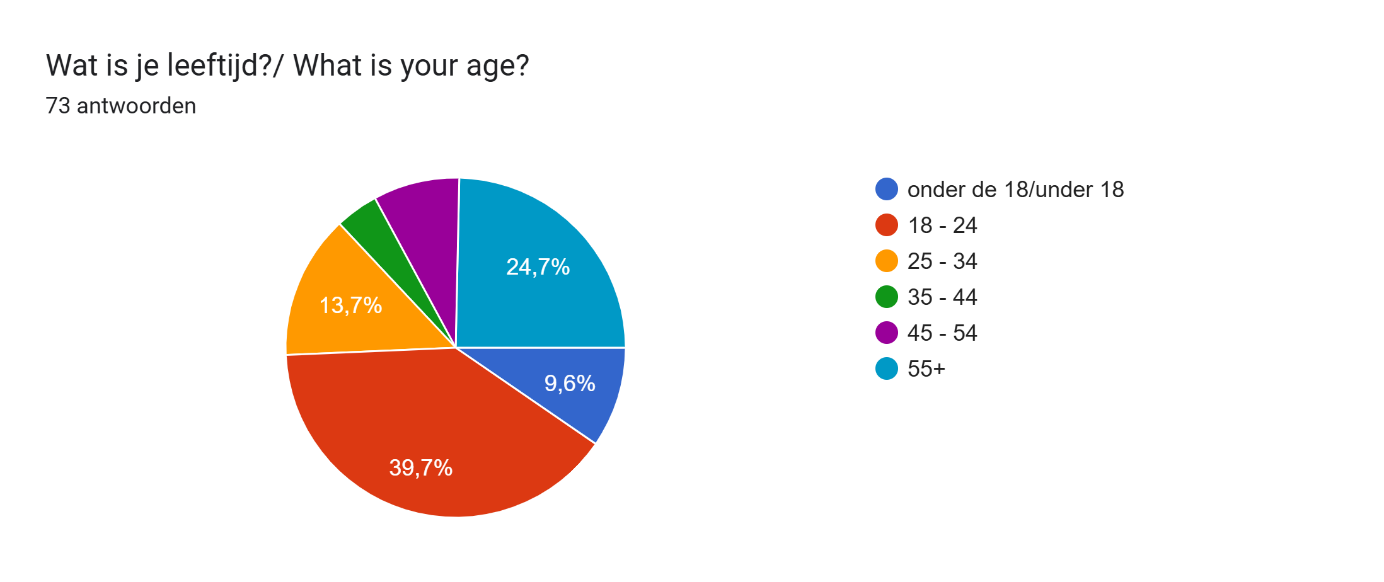 Wat is je leeftijd?/ What is your age?
73 antwoorden
24,7%
13,7%
9,6%
39,7%
onder de 18/under 18
18 - 24
25 - 34
35 - 44
45 - 54
55+